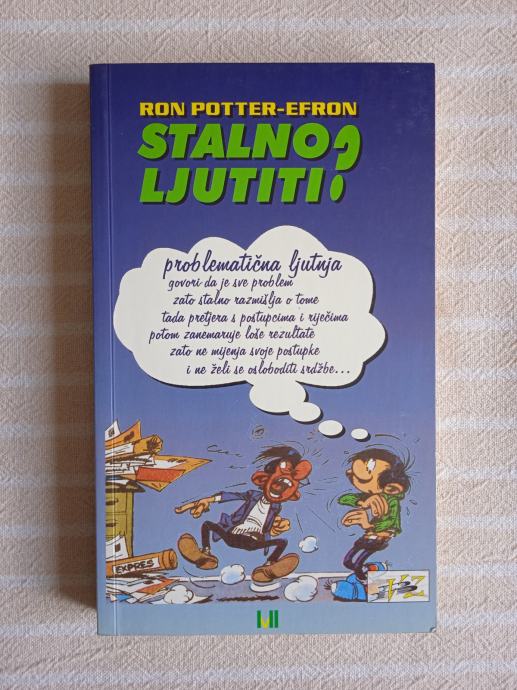 RON POTTER-EFRON
STALNO
LJUTITI?
problematična ljutnja
govori da je sve problem
zato stalno razmišlja o tome
tada pretjera s postupcima i riječima
potom zanemaruje loše rezultate
zato ne mijenja svoje postupke
i ne želi se osloboditi srdžbe...
EXPRES